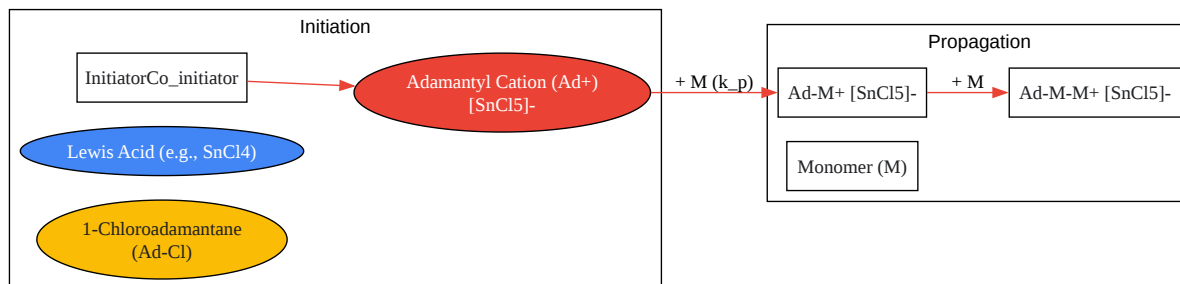 Initiation
InitiatorCo_initiator
Adamantyl Cation (Ad+)
[SnCl5]-
Lewis Acid (e.g., SnCl4)
1-Chloroadamantane
(Ad-Cl)
+ M (k_p)
Propagation
Ad-M+ [SnCl5]-
+ M
Ad-M-M+ [SnCl5]-
Monomer (M)